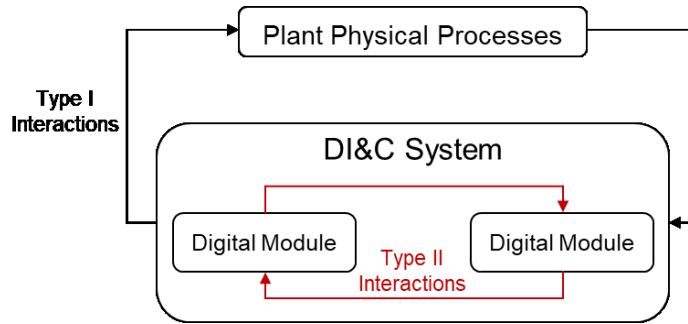 Plant Physical Processes
Type I
Interactions
DI&C System
Digital Module
Digital Module
Type II
Interactions